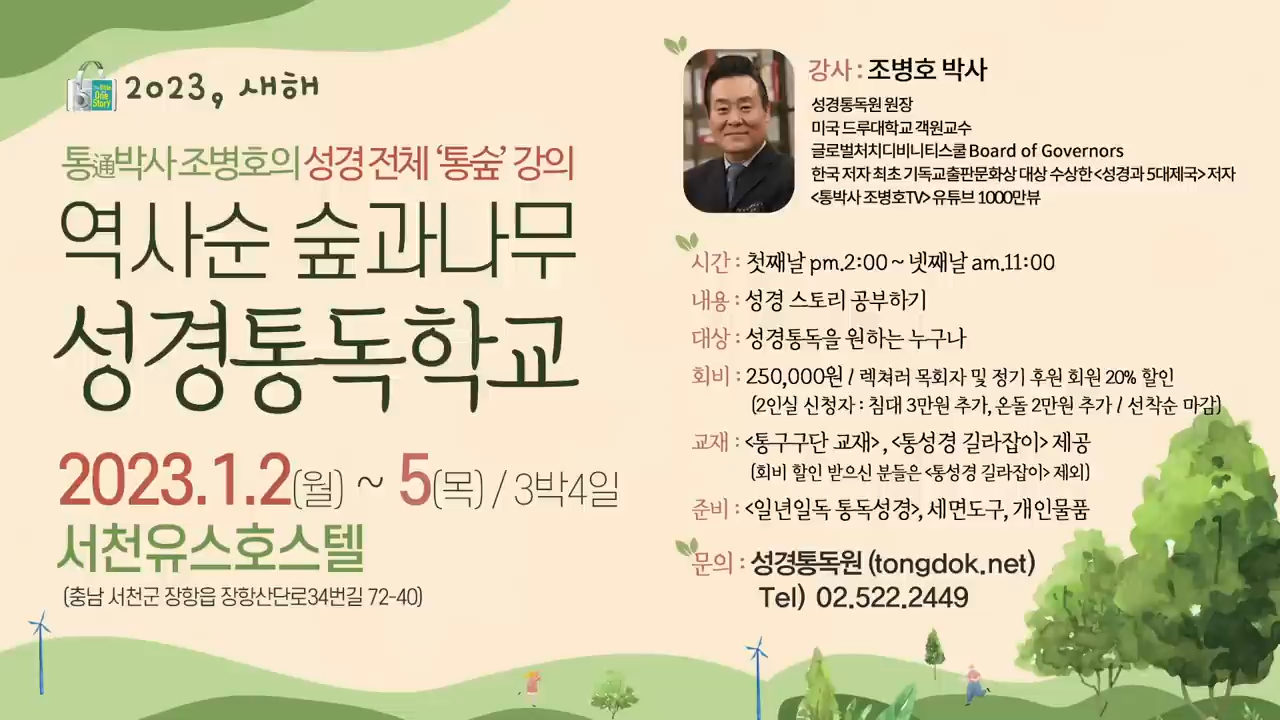 2023, 새해
통通박사 조병호의 성경 전체 '통숲' 강의
역사순 숲과나무
성경통독학교
2023.1.2(월) ~ 5(목) / 3박4일
서천유스호스텔
(충남 서천군 장항읍 장항산단로34번길 72-40)
One
Story
강사 : 조병호 박사
성경통독원 원장
미국 드루대학교 객원교수
글로벌처치디비니티스쿨 Board of Governors
한국 저자 최초 기독교출판문화상 대상 수상한 <성경과 5대제국> 저자
<통박사 조병호TV> 유튜브 1000만뷰
시간 : 첫째날 pm.2:00 ~ 넷째날 am.11:00
내용 : 성경 스토리 공부하기
대상 : 성경통독을 원하는 누구나
회비 : 250,000원 / 렉쳐러 목회자 및 정기 후원 회원 20% 할인
(2인실 신청자 : 침대 3만원 추가, 온돌 2만원 추가 / 선착순 마감)
교재 : <통구구단 교재>, <통성경 길라잡이> 제공
(회비 할인 받으신 분들은 <통성경 길라잡이> 제외)
준비 : <일년일독 통독성경>, 세면도구, 개인물품
문의 : 성경통독원 (tongdok.net)
Tel) 02.522.2449